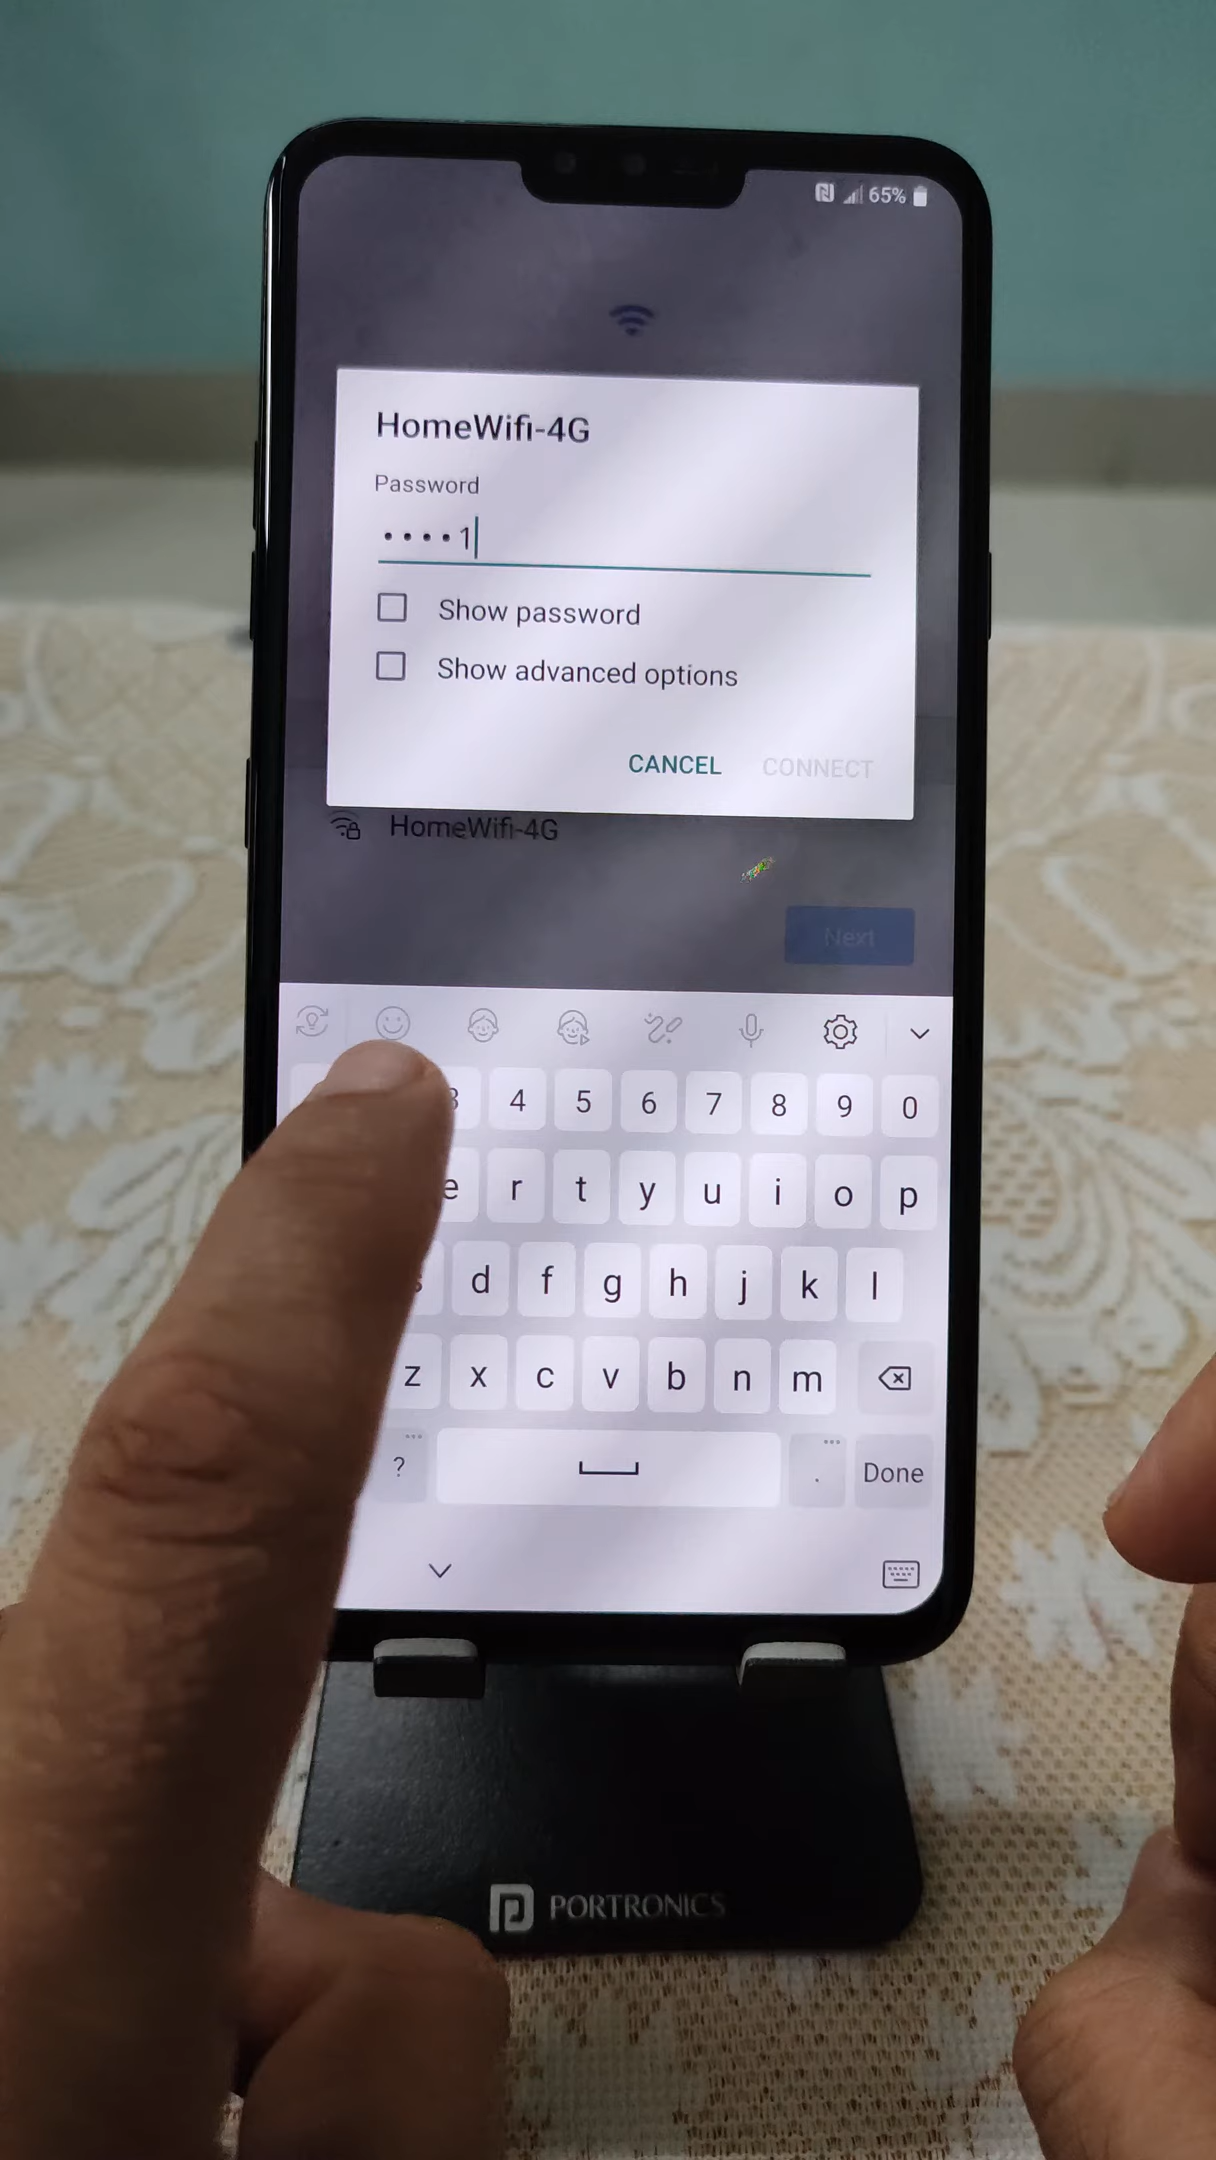 65%
HomeWifi-4G
Password
••••1
Show password
Show advanced options
CANCEL CONNECT
HomeWifi-4G
Next
4 5 6 7 8 9 0
e r t y u i o p
d f g h j k l
z x c v b n m
? . Done
PORTRONICS